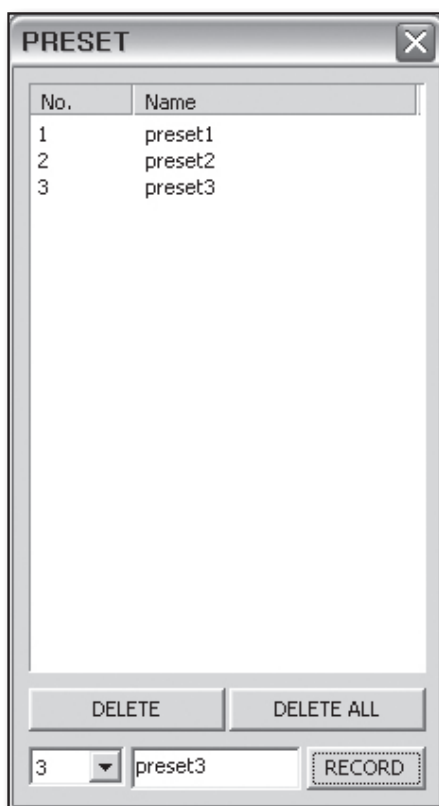 PRESET
No. Name
1 preset1
2 preset2
3 preset3
DELETE DELETE ALL
3 preset3 RECORD